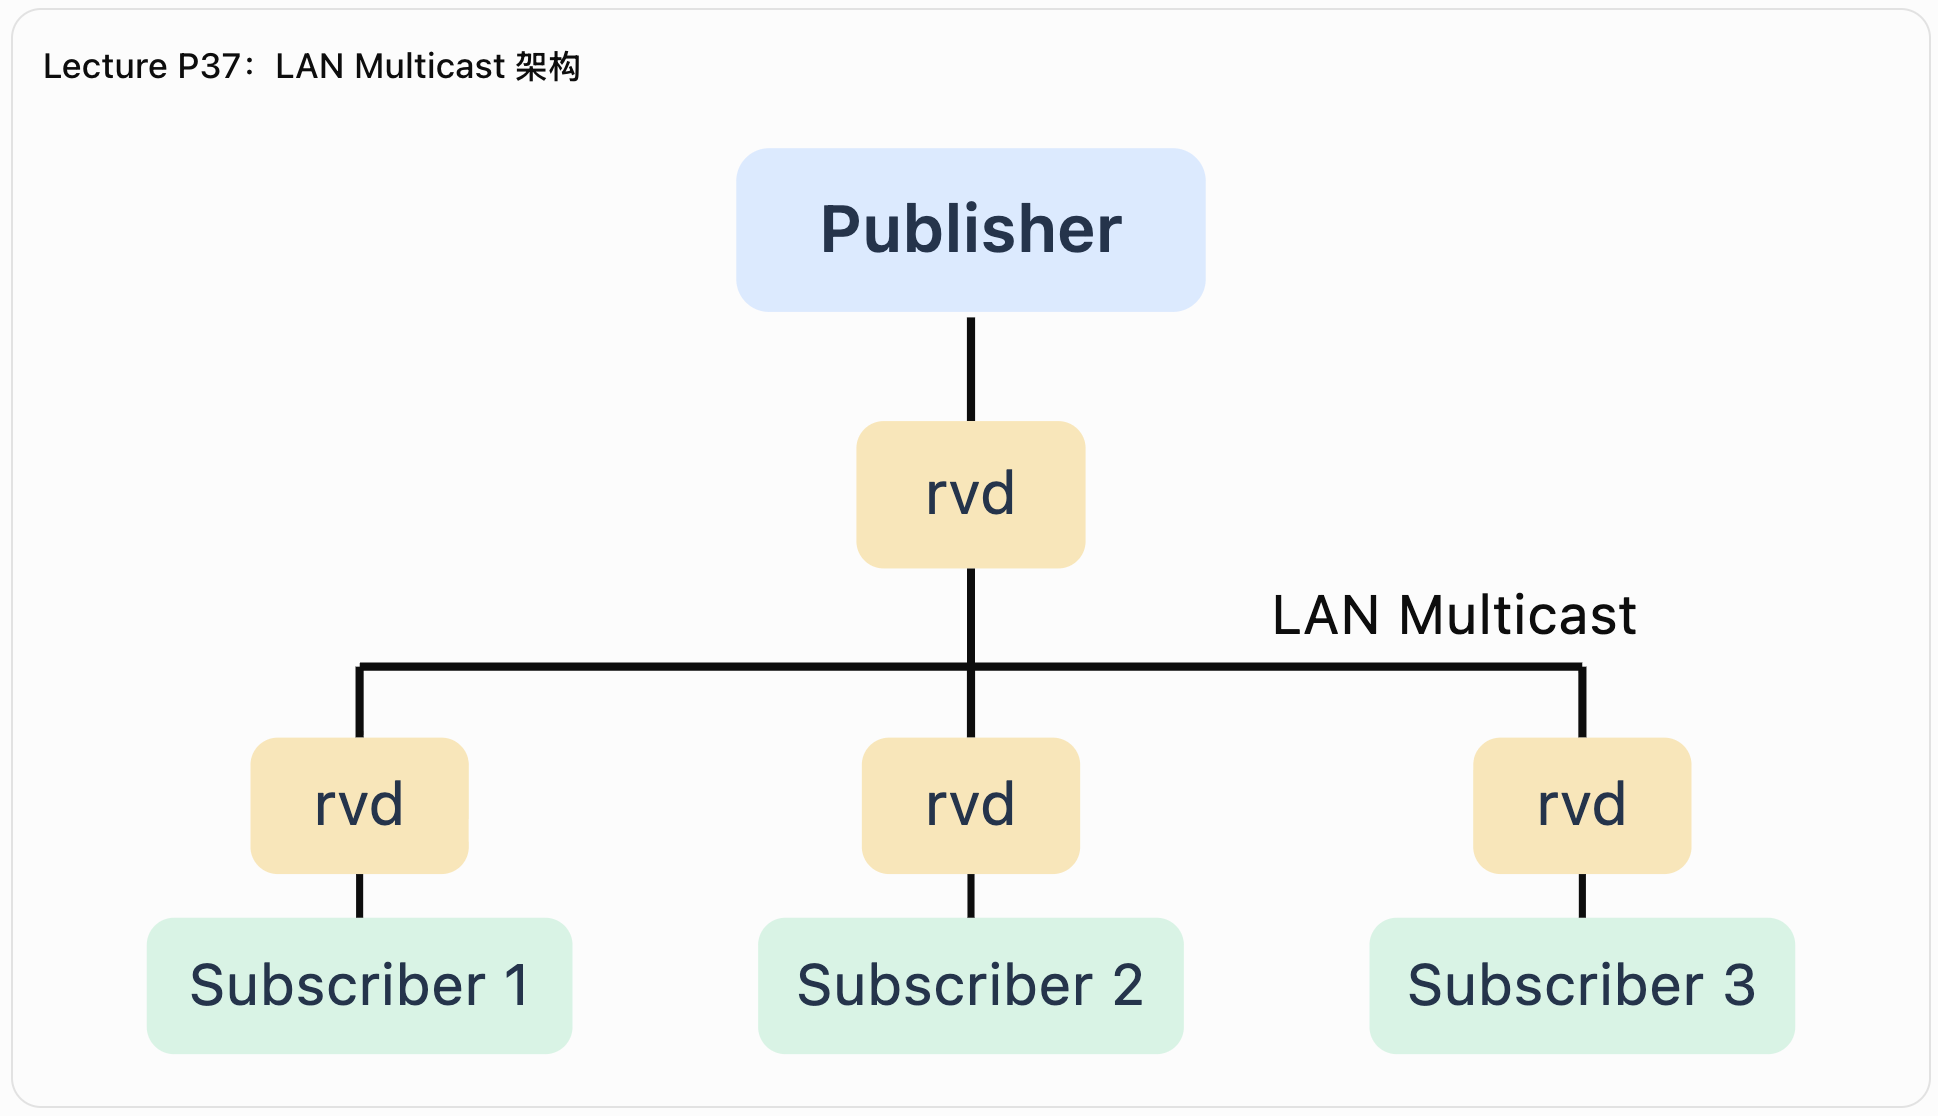 Lecture P37：LAN Multicast 架构
Publisher
rvd
LAN Multicast
rvd
rvd
rvd
Subscriber 1
Subscriber 2
Subscriber 3